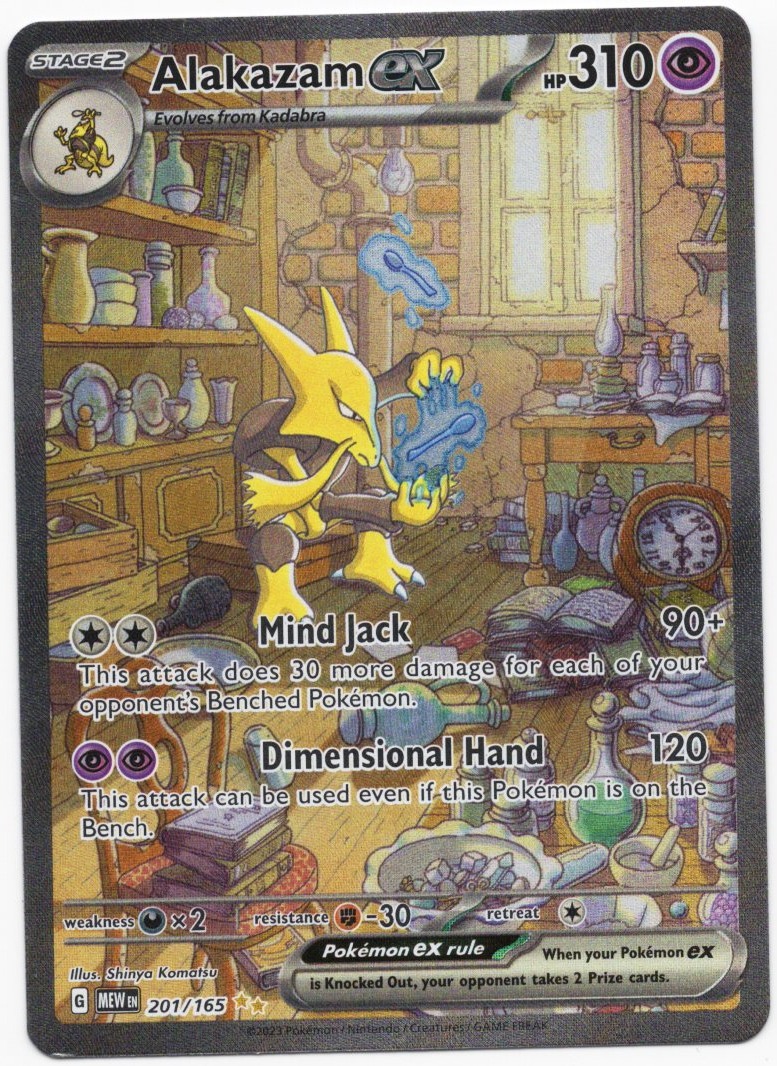 STAGE2
Alakazam ex
HP310
Evolves from Kadabra
Mind Jack 90+
This attack does 30 more damage for each of your
opponent's Benched Pokémon.
Dimensional Hand 120
This attack can be used even if this Pokémon is on the
Bench.
weakness ×2 resistance -30 retreat
Pokémon ex rule
When your Pokémon ex
is Knocked Out, your opponent takes 2 Prize cards.
Illus. Shinya Komatsu
G MEW EN 201/165
©2023 Pokémon / Nintendo / Creatures / GAME FREAK